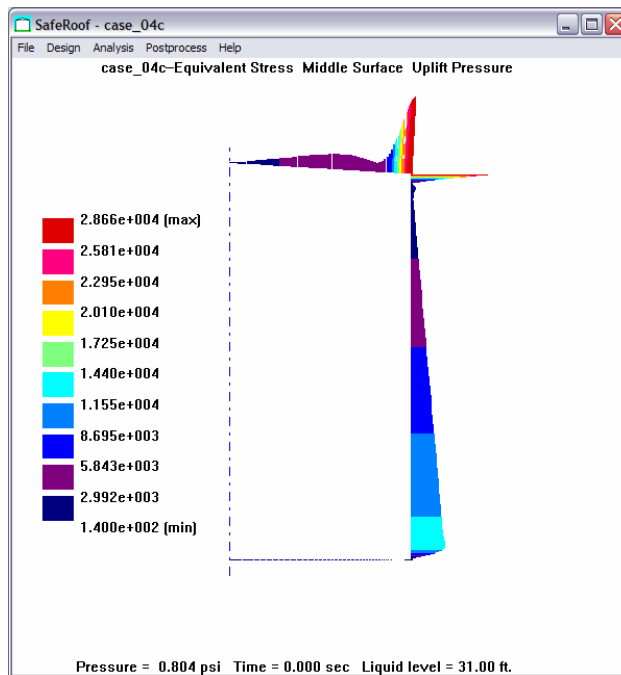 SafeRoof - case_04c
File Design Analysis Postprocess Help
case_04c-Equivalent Stress Middle Surface Uplift Pressure
2.866e+004 (max)
2.581e+004
2.295e+004
2.010e+004
1.725e+004
1.440e+004
1.155e+004
8.695e+003
5.843e+003
2.992e+003
1.400e+002 (min)
Pressure = 0.804 psi Time = 0.000 sec Liquid level = 31.00 ft.